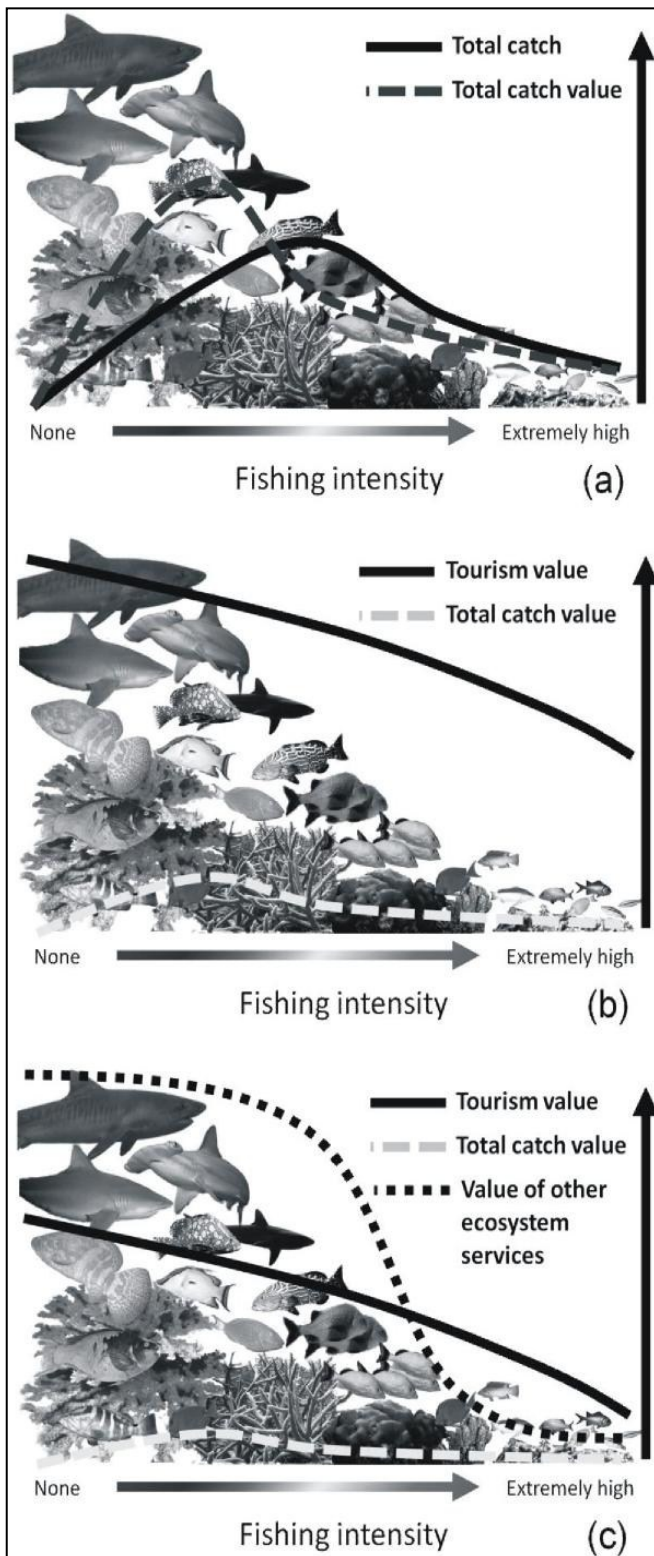 Total catch
Total catch value
None
Extremely high
Fishing intensity
(a)
Tourism value
Total catch value
None
Extremely high
Fishing intensity
(b)
Tourism value
Total catch value
Value of other
ecosystem
services
None
Extremely high
Fishing intensity
(c)